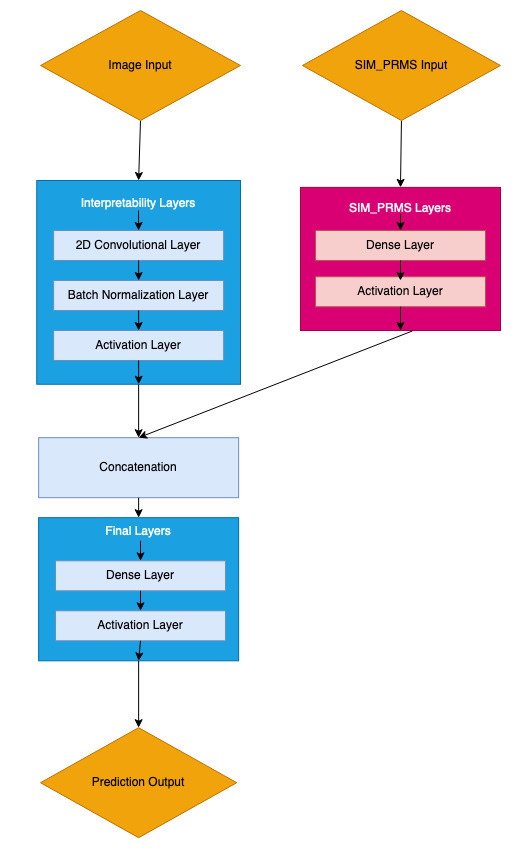 Image Input
SIM_PRMS Input
Interpretability Layers
2D Convolutional Layer
Batch Normalization Layer
Activation Layer
SIM_PRMS Layers
Dense Layer
Activation Layer
Concatenation
Final Layers
Dense Layer
Activation Layer
Prediction Output